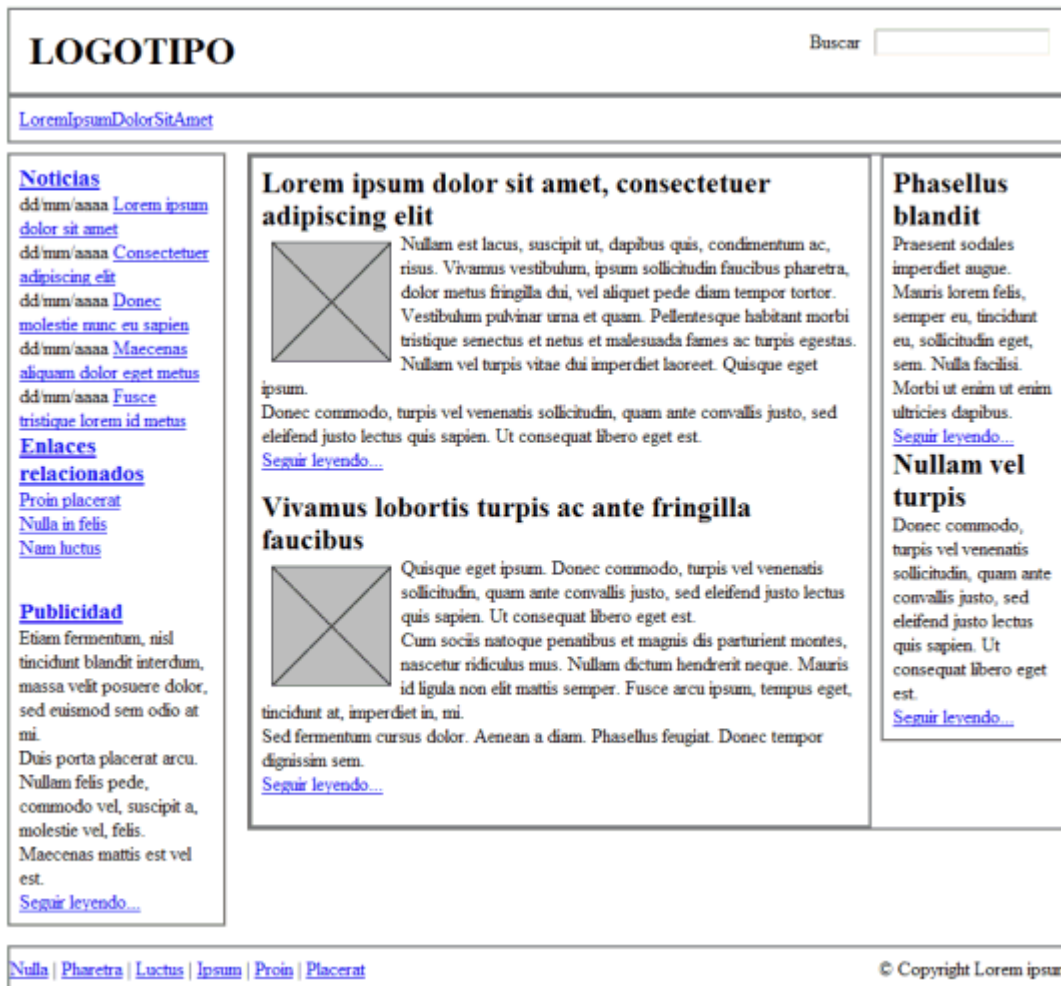 LOGOTIPO
Buscar
LoremIpsumDolorSitAmet
Noticias
dd/mm/aaaa Lorem ipsum
dolor sit amet
dd/mm/aaaa Consectetuer
adipiscing elit
dd/mm/aaaa Donec
molestie nunc eu sapien
dd/mm/aaaa Maecenas
aliquam dolor eget metus
dd/mm/aaaa Fusce
tristique lorem id metus
Enlaces
relacionados
Proin placerat
Nulla in felis
Nam luctus
Publicidad
Etiam fermentum, nisl
tincidunt blandit interdum,
massa velit posuere dolor,
sed euismod sem odio at
mi.
Duis porta placerat arcu.
Nullam felis pede,
commodo vel, suscipit a,
molestie vel, felis.
Maecenas mattis est vel
est.
Seguir leyendo...
Lorem ipsum dolor sit amet, consectetuer
adipiscing elit
Nullam est lacus, suscipit ut, dapibus quis, condimentum ac,
risus. Vivamus vestibulum, ipsum sollicitudin faucibus pharetra,
dolor metus fringilla dui, vel aliquet pede diam tempor tortor.
Vestibulum pulvinar urna et quam. Pellentesque habitant morbi
tristique senectus et netus et malesuada fames ac turpis egestas.
Nullam vel turpis vitae dui imperdiet laoreet. Quisque eget
ipsum.
Donec commodo, turpis vel venenatis sollicitudin, quam ante convallis justo, sed
eleifend justo lectus quis sapien. Ut consequat libero eget est.
Seguir leyendo...
Vivamus lobortis turpis ac ante fringilla
faucibus
Quisque eget ipsum. Donec commodo, turpis vel venenatis
sollicitudin, quam ante convallis justo, sed eleifend justo lectus
quis sapien. Ut consequat libero eget est.
Cum sociis natoque penatibus et magnis dis parturient montes,
nascetur ridiculus mus. Nullam dictum hendrerit neque. Mauris
id ligula non elit mattis semper. Fusce arcu ipsum, tempus eget,
tincidunt at, imperdiet in, mi.
Sed fermentum cursus dolor. Aenean a diam. Phasellus feugiat. Donec tempor
dignissim sem.
Seguir leyendo...
Phasellus
blandit
Praesent sodales
imperdiet augue.
Mauris lorem felis,
semper eu, tincidunt
eu, sollicitudin eget,
sem. Nulla facilisi.
Morbi ut enim ut enim
ultricies dapibus.
Seguir leyendo...
Nullam vel
turpis
Donec commodo,
turpis vel venenatis
sollicitudin, quam ante
convallis justo, sed
eleifend justo lectus
quis sapien. Ut
consequat libero eget
est.
Seguir leyendo...
Nulla | Pharetra | Luctus | Ipsum | Proin | Placerat
© Copyright Lorem ipsum